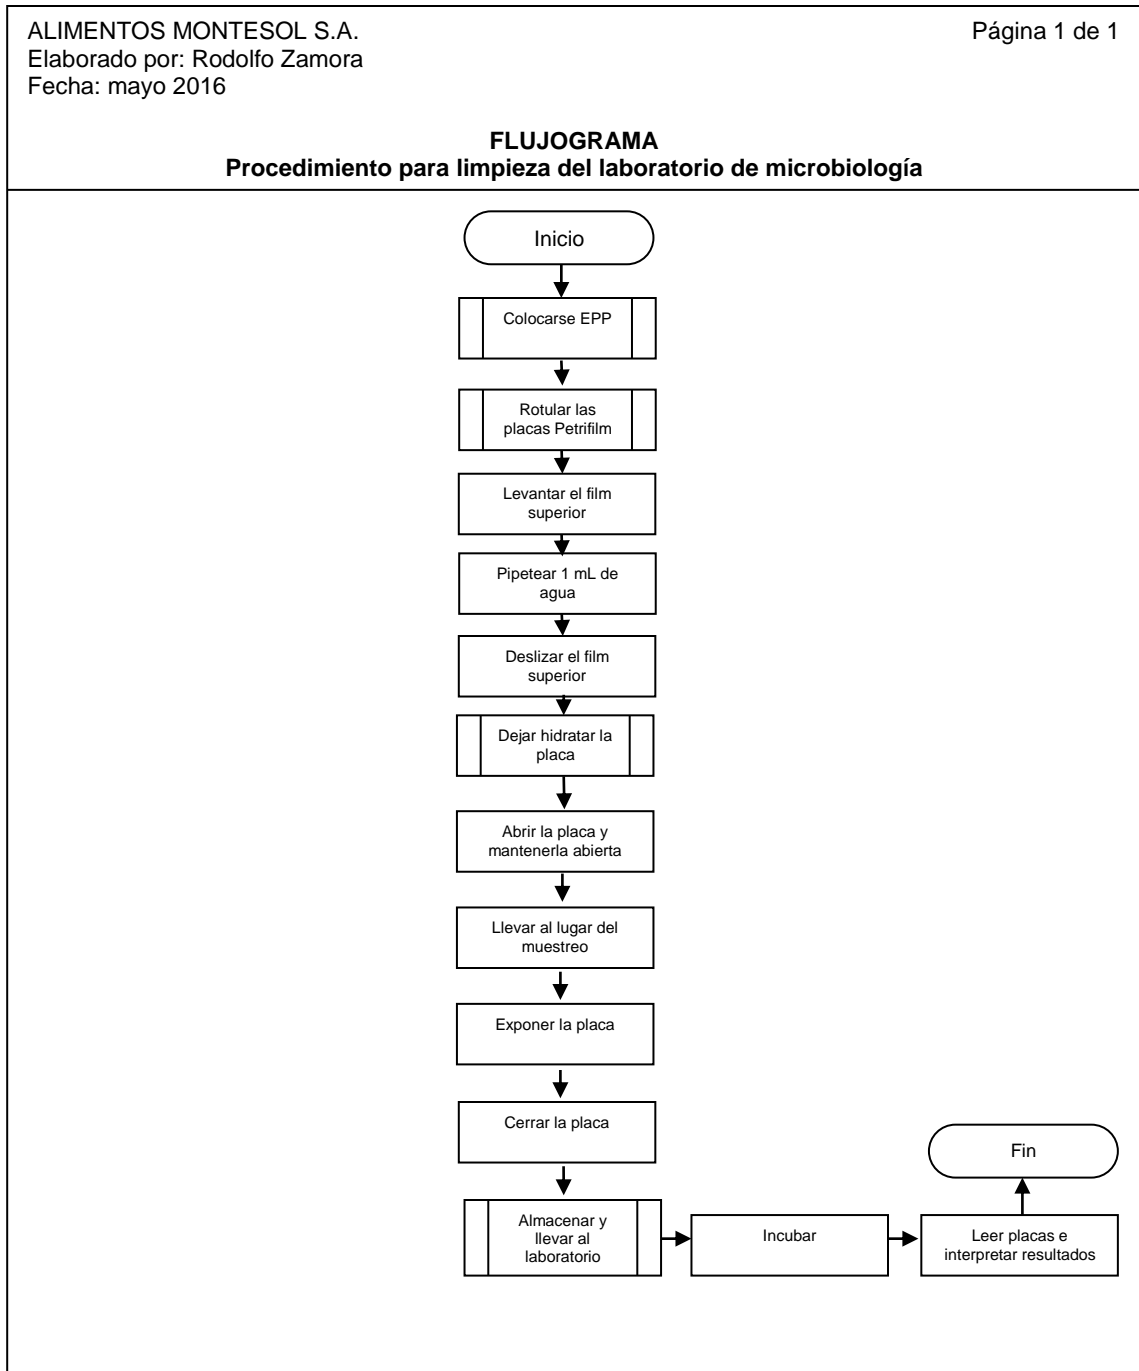 ALIMENTOS MONTESOL S.A.
Página 1 de 1
Elaborado por: Rodolfo Zamora
Fecha: mayo 2016
FLUJOGRAMA
Procedimiento para limpieza del laboratorio de microbiología
Inicio
Colocarse EPP
Rotular las
placas Petrifilm
Levantar el film
superior
Pipetear 1 mL de
agua
Deslizar el film
superior
Dejar hidratar la
placa
Abrir la placa y
mantenerla abierta
Llevar al lugar del
muestreo
Exponer la placa
Cerrar la placa
Almacenar y
llevar al
laboratorio
Incubar
Leer placas e
interpretar resultados
Fin